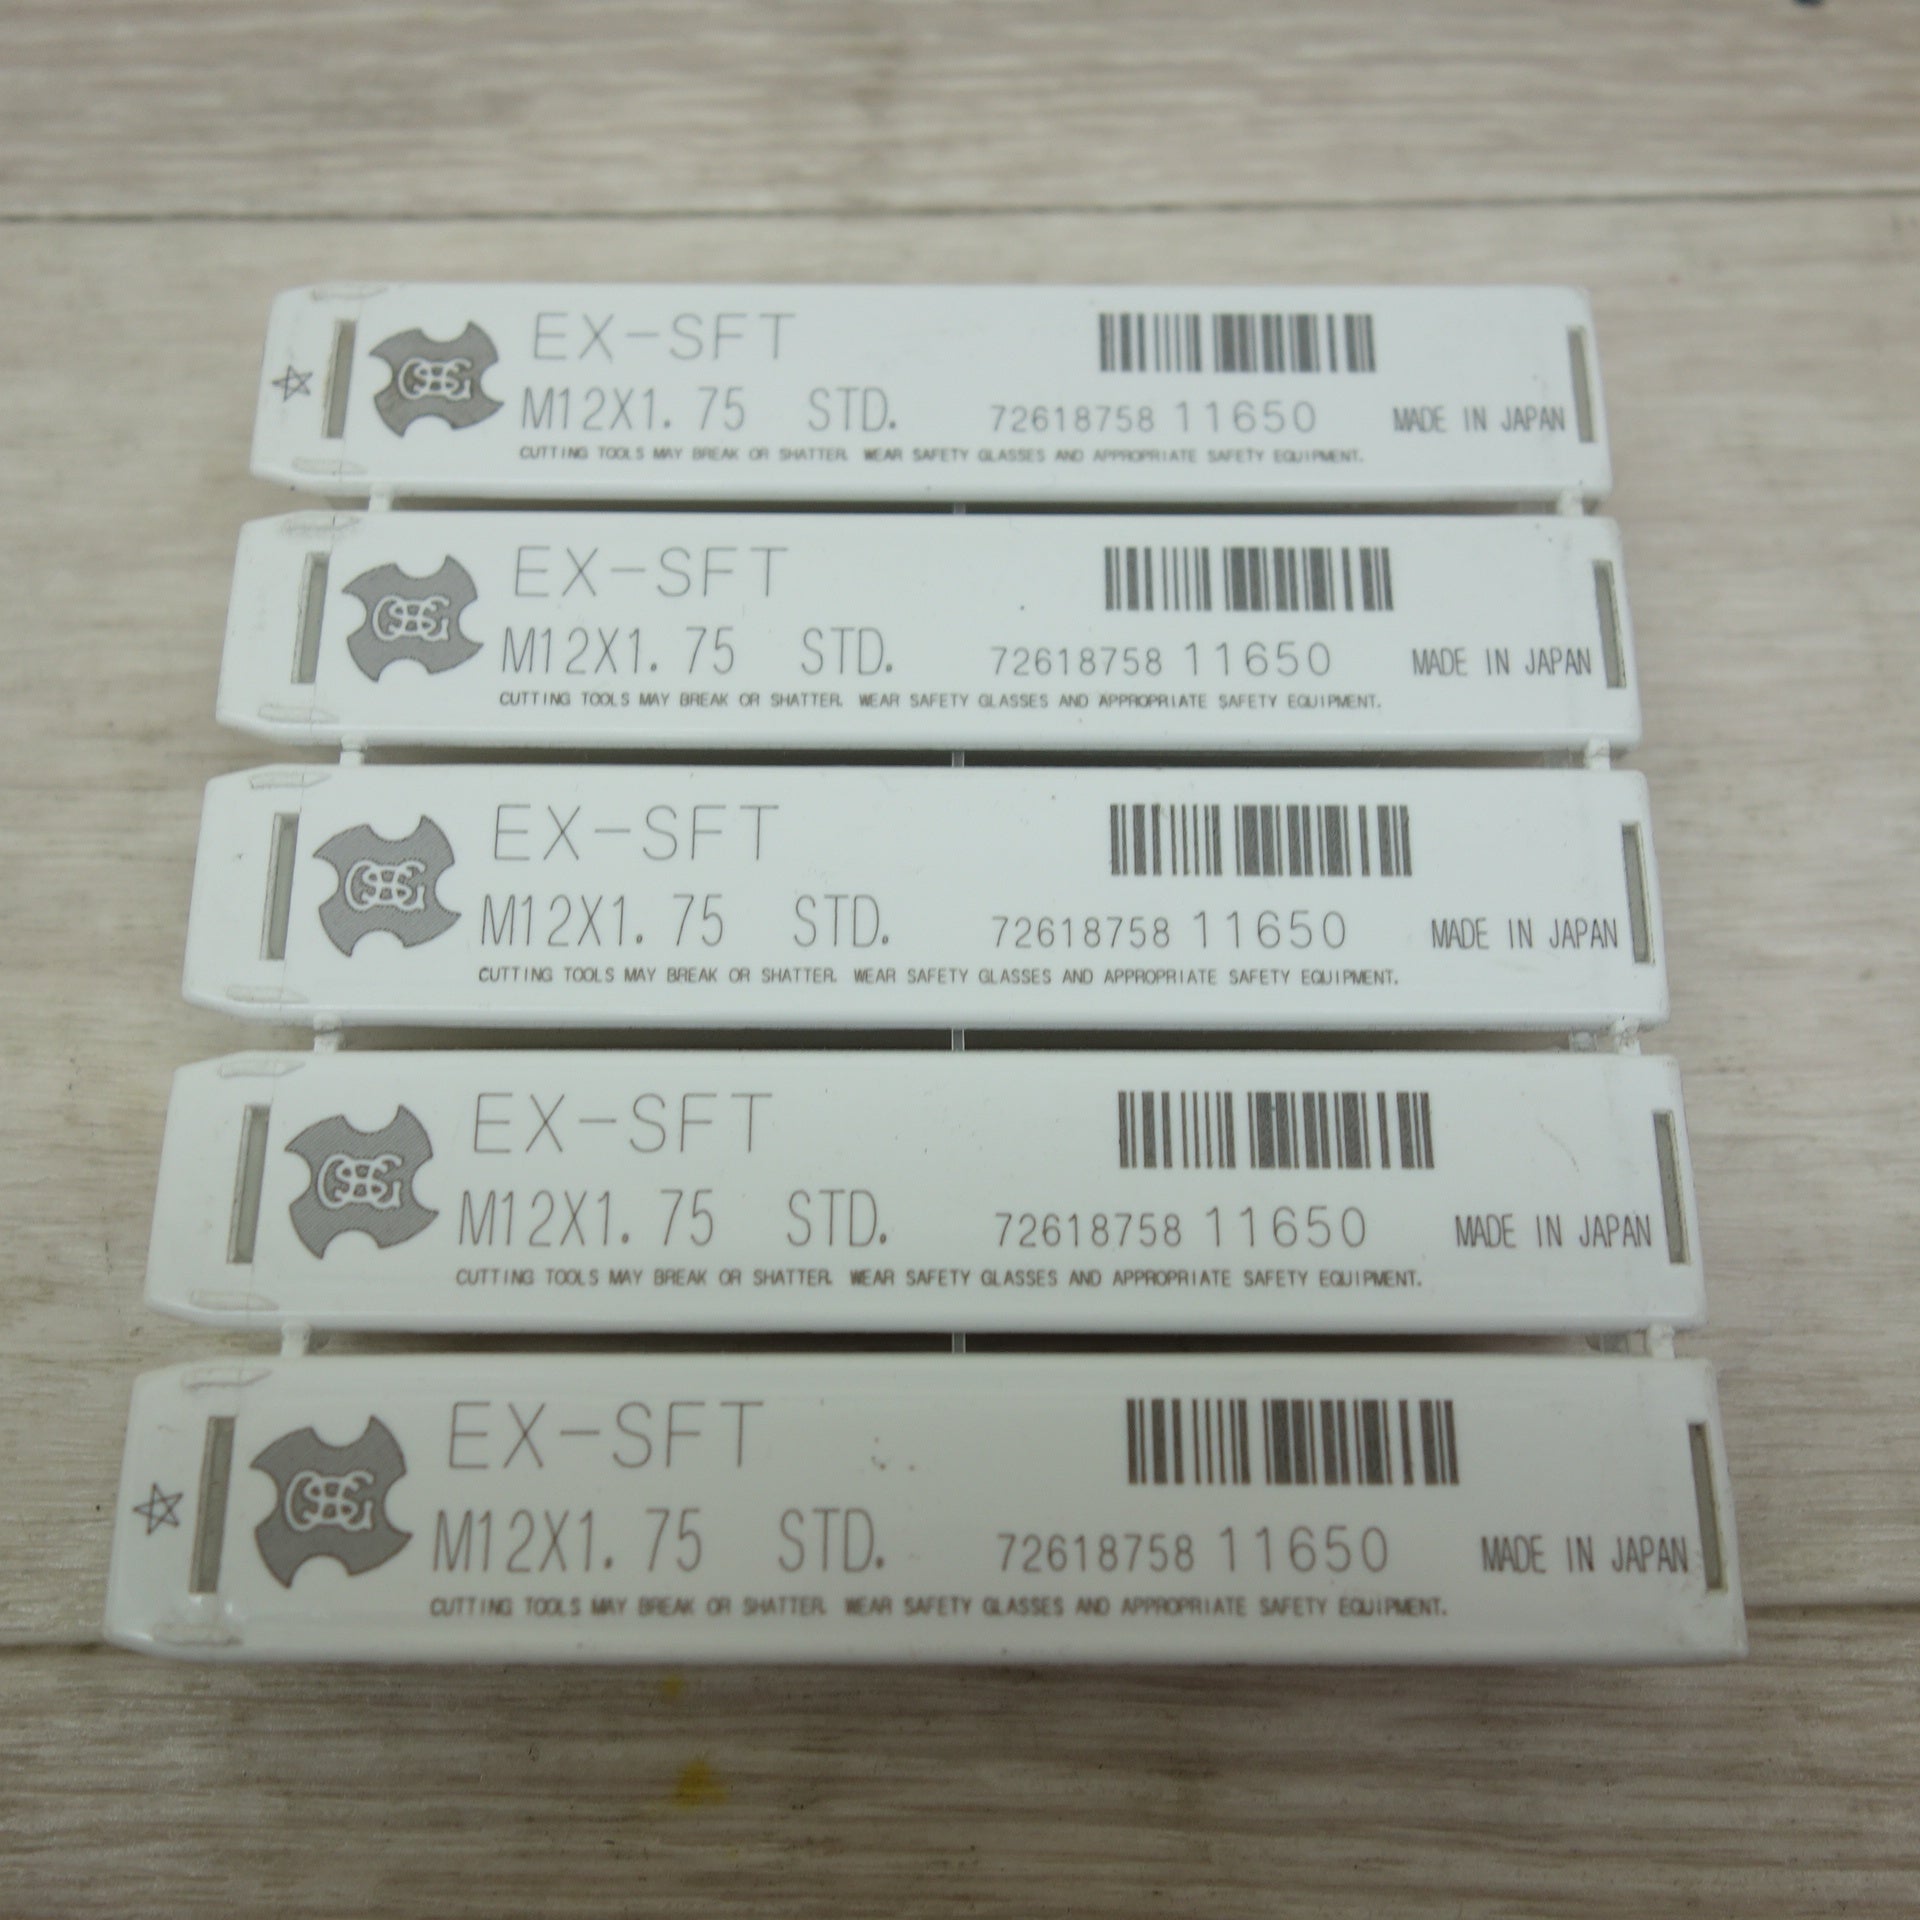 OSG
EX-SFT
M12X1.75 STD. 72618758 11650 MADE IN JAPAN
CUTTING TOOLS MAY BREAK OR SHATTER. WEAR SAFETY GLASSES AND APPROPRIATE SAFETY EQUIPMENT.
OSG
EX-SFT
M12X1.75 STD. 72618758 11650 MADE IN JAPAN
CUTTING TOOLS MAY BREAK OR SHATTER. WEAR SAFETY GLASSES AND APPROPRIATE SAFETY EQUIPMENT.
OSG
EX-SFT
M12X1.75 STD. 72618758 11650 MADE IN JAPAN
CUTTING TOOLS MAY BREAK OR SHATTER. WEAR SAFETY GLASSES AND APPROPRIATE SAFETY EQUIPMENT.
OSG
EX-SFT
M12X1.75 STD. 72618758 11650 MADE IN JAPAN
CUTTING TOOLS MAY BREAK OR SHATTER. WEAR SAFETY GLASSES AND APPROPRIATE SAFETY EQUIPMENT.
OSG
EX-SFT
M12X1.75 STD. 72618758 11650 MADE IN JAPAN
CUTTING TOOLS MAY BREAK OR SHATTER. WEAR SAFETY GLASSES AND APPROPRIATE SAFETY EQUIPMENT.